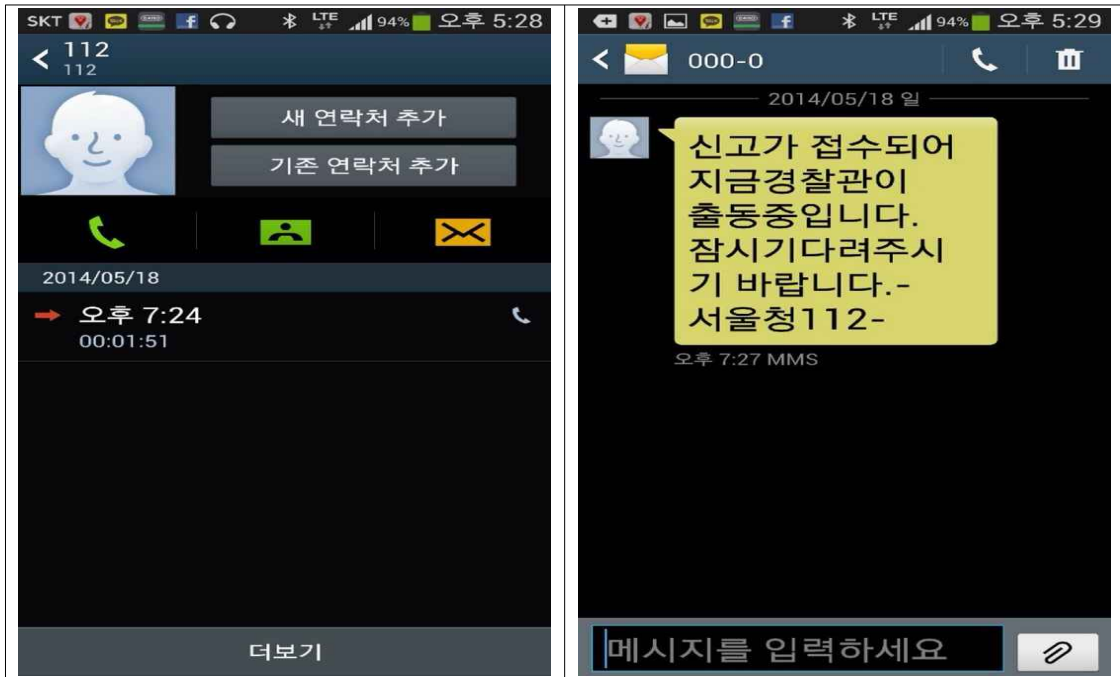 SKT LTE 94% 오후 5:28
112
112
새 연락처 추가
기존 연락처 추가
2014/05/18
오후 7:24
00:01:51
더보기
LTE 94% 오후 5:29
000-0
2014/05/18 일
신고가 접수되어
지금경찰관이
출동중입니다.
잠시기다려주시
기 바랍니다.-
서울청112-
오후 7:27 MMS
메시지를 입력하세요